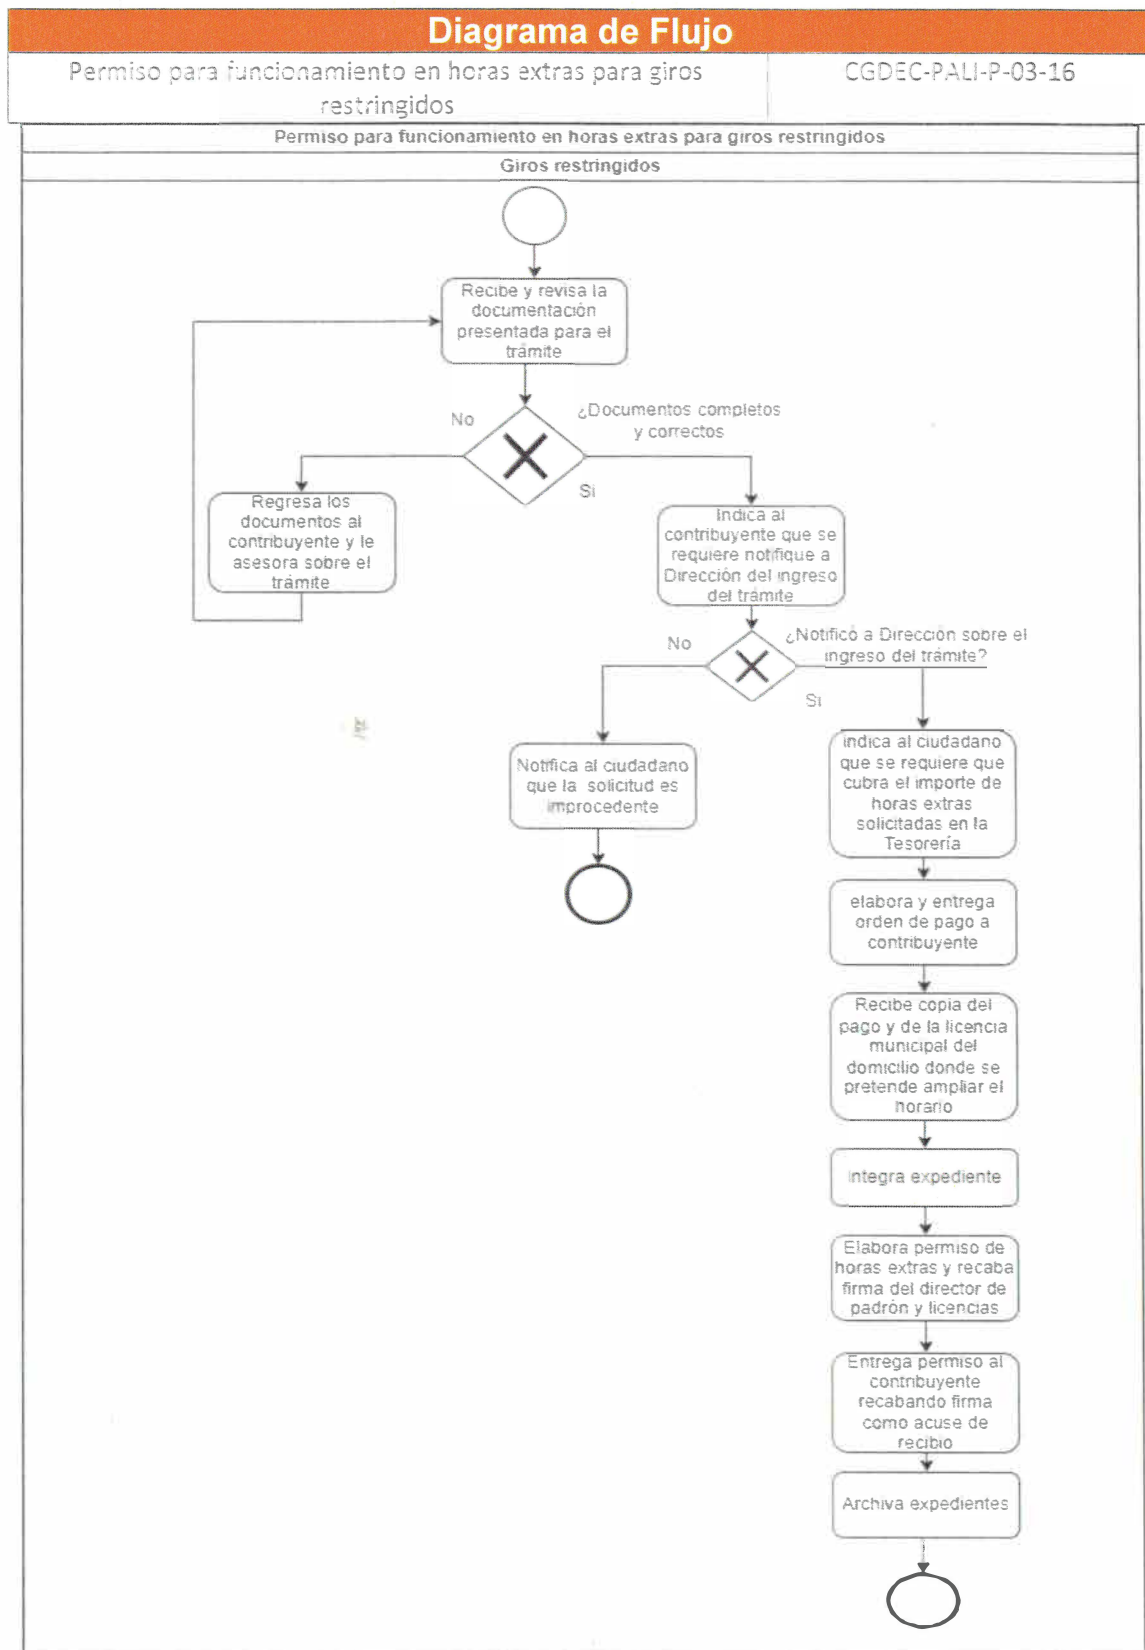 Diagrama de Flujo
Permiso para funcionamiento en horas extras para giros
restringidos
CGDEC-PALI-P-03-16
Permiso para funcionamiento en horas extras para giros restringidos
Giros restringidos
Recibe y revisa la
documentación
presentada para el
trámite
No
¿Documentos completos
y correctos
Si
Regresa los
documentos al
contribuyente y le
asesora sobre el
trámite
Indica al
contribuyente que se
requiere notifique a
Dirección del ingreso
del trámite
No
¿Notificó a Dirección sobre el
ingreso del trámite?
Si
Notifica al ciudadano
que la solicitud es
improcedente
indica al ciudadano
que se requiere que
cubra el importe de
horas extras
solicitadas en la
Tesorería
elabora y entrega
orden de pago a
contribuyente
Recibe copia del
pago y de la licencia
municipal del
domicilio donde se
pretende ampliar el
horario
Integra expediente
Elabora permiso de
horas extras y recaba
firma del director de
padrón y licencias
Entrega permiso al
contribuyente
recabando firma
como acuse de
recibio
Archiva expedientes